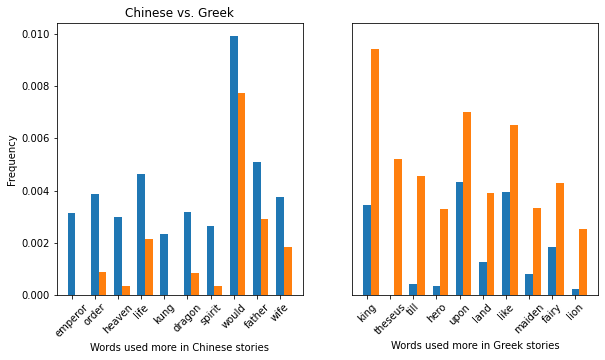 Chinese vs. Greek
Frequency
0.010
0.008
0.006
0.004
0.002
0.000
emperor
order
heaven
life
kung
dragon
spirit
would
father
wife
Words used more in Chinese stories
king
theseus
till
hero
upon
land
like
maiden
fairy
lion
Words used more in Greek stories